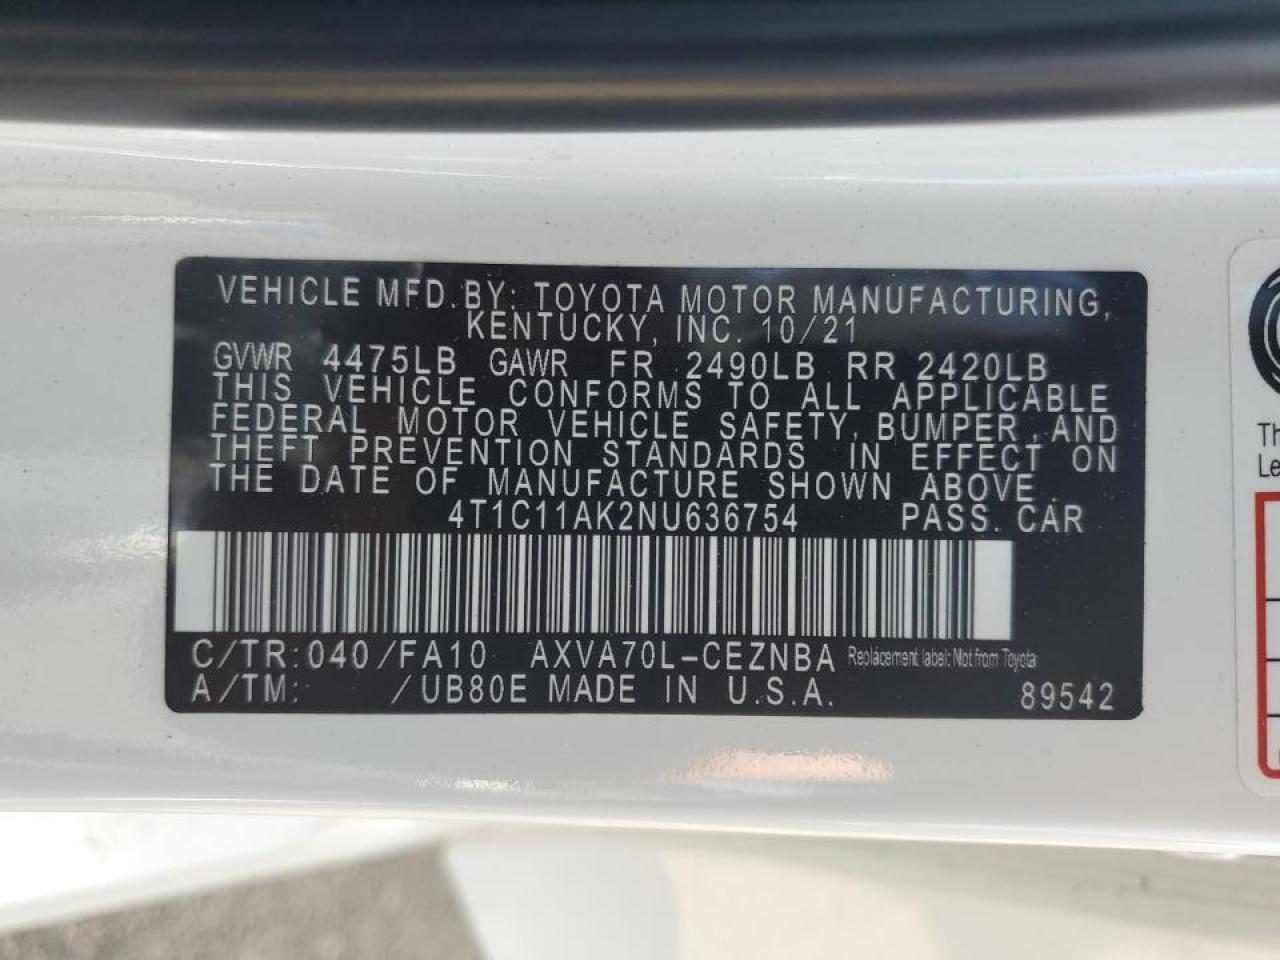 VEHICLE MFD.BY: TOYOTA MOTOR MANUFACTURING,
KENTUCKY, INC. 10/21
GVWR 4475LB GAWR FR 2490LB RR 2420LB
THIS VEHICLE CONFORMS TO ALL APPLICABLE
FEDERAL MOTOR VEHICLE SAFETY, BUMPER, AND
THEFT PREVENTION STANDARDS IN EFFECT ON
THE DATE OF MANUFACTURE SHOWN ABOVE.
4T1C11AK2NU636754 PASS. CAR
C/TR:040/FA10 AXVA70L-CEZNBA Replacement label: Not from Toyota
A/TM: /UB80E MADE IN U.S.A. 89542
Th
Le